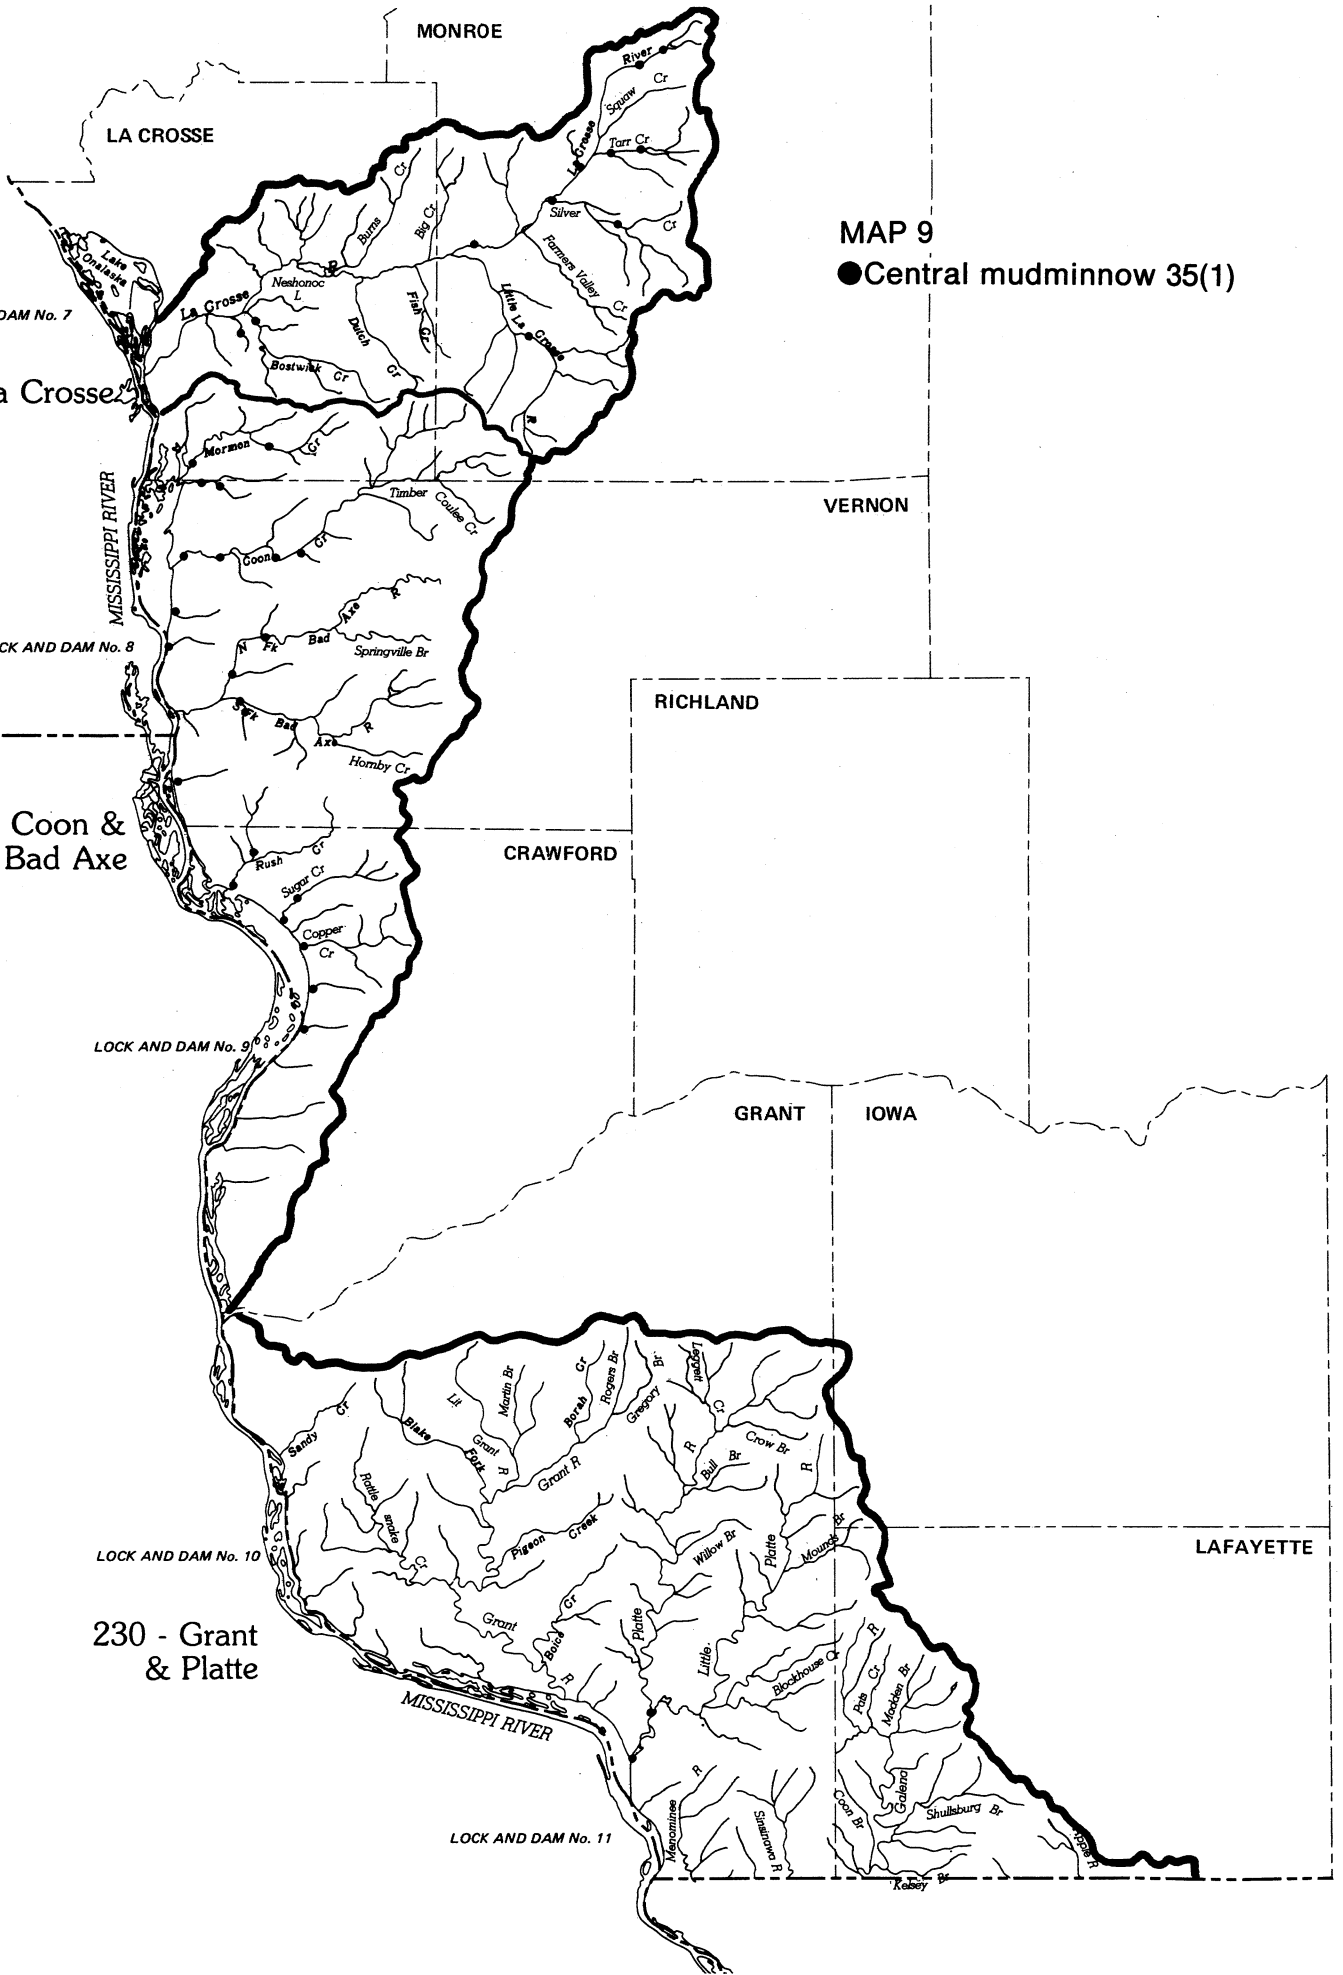 MONROE
LA CROSSE
River
Squaw Cr
La Crosse
Tarr Cr
Silver Cr
Burns Cr
Big Cr
Farmers Valley Cr
MAP 9
●Central mudminnow 35(1)
Lake
Onalaska
Neshonoc
L
R
La Crosse
Fish Cr
Dutch Cr
Little La Crosse R
Bostwick Cr
DAM No. 7
a Crosse
Mormon Cr
Timber Coulee Cr
VERNON
MISSISSIPPI RIVER
Coon Cr
Bad Axe R
N Fk
Springville Br
CK AND DAM No. 8
S Fk Bad Axe R
Hornby Cr
RICHLAND
Coon &
Bad Axe
CRAWFORD
Rush Cr
Sugar Cr
Copper
Cr
LOCK AND DAM No. 9
GRANT
IOWA
Sandy Cr
Blake Fork
Lit Grant R
Martin Br
Borah Cr
Rogers Br
Gregory Br
Leggett Cr
Crow Br
Bull Br
R
Grant R
Rattle snake Cr
Pigeon Creek
Willow Br
Platte R
Mounds Br
LOCK AND DAM No. 10
LAFAYETTE
230 - Grant
& Platte
Grant R
Boice Cr
Platte
Little
Blockhouse Cr
Pats Cr
Madden Br
R
MISSISSIPPI RIVER
Menominee R
Sinsinawa R
Coon Br
Galena
Shullsburg Br
Apple R
LOCK AND DAM No. 11
Kelsey Br